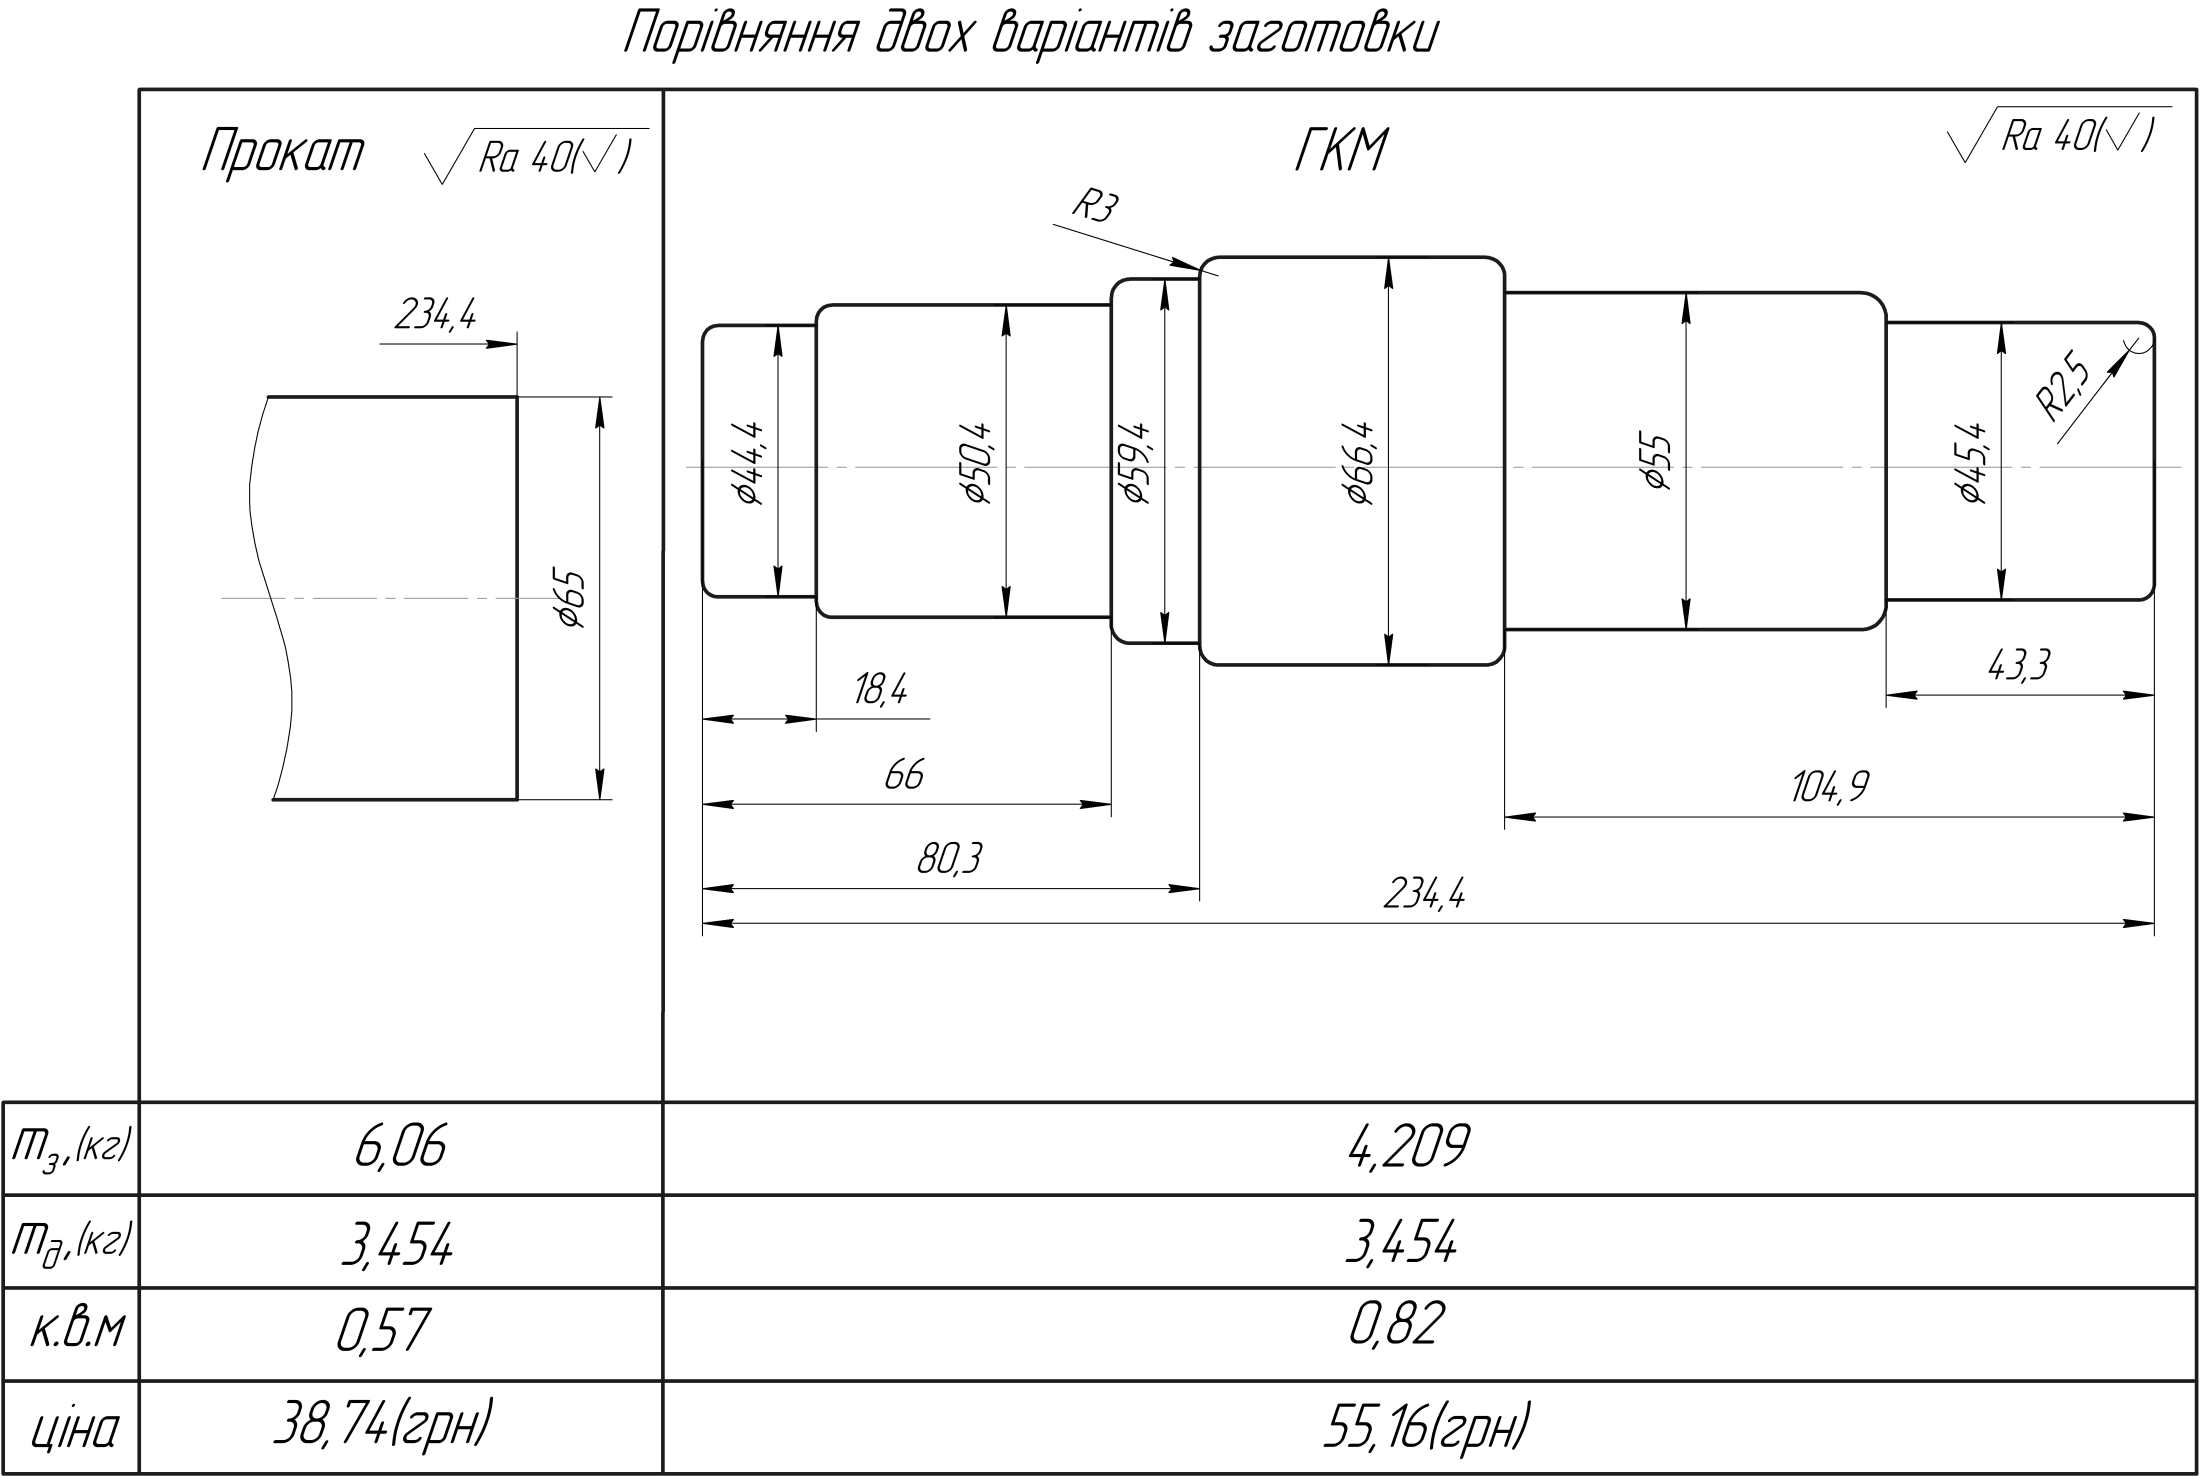 Порівняння двох варіантів заготовки
Прокат
Ra 40(√)
ГКМ
Ra 40(√)
R3
234,4
ϕ65
ϕ44,4
ϕ50,4
ϕ59,4
ϕ66,4
ϕ55
ϕ45,4
R2,5
18,4
43,3
66
104,9
80,3
234,4
mз,(кг) 6,06 4,209
mд,(кг) 3,454 3,454
к.в.м 0,57 0,82
ціна 38,74(грн) 55,16(грн)